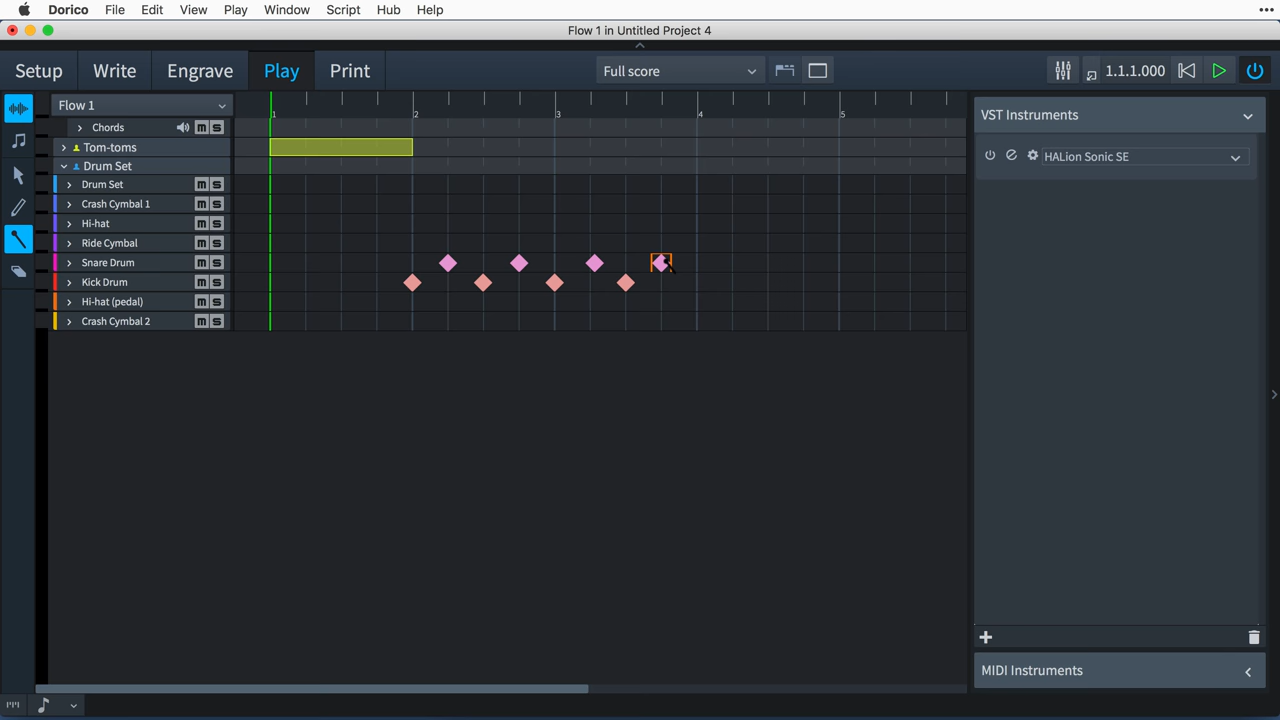 Dorico File Edit View Play Window Script Hub Help
Flow 1 in Untitled Project 4
Setup Write Engrave Play Print Full score 1.1.1.000
Flow 1
1 2 3 4 5
VST Instruments
Chords m S
Tom-toms
HALion Sonic SE
Drum Set
Drum Set m S
Crash Cymbal 1 m S
Hi-hat m S
Ride Cymbal m S
Snare Drum m S
Kick Drum m S
Hi-hat (pedal) m S
Crash Cymbal 2 m S
MIDI Instruments